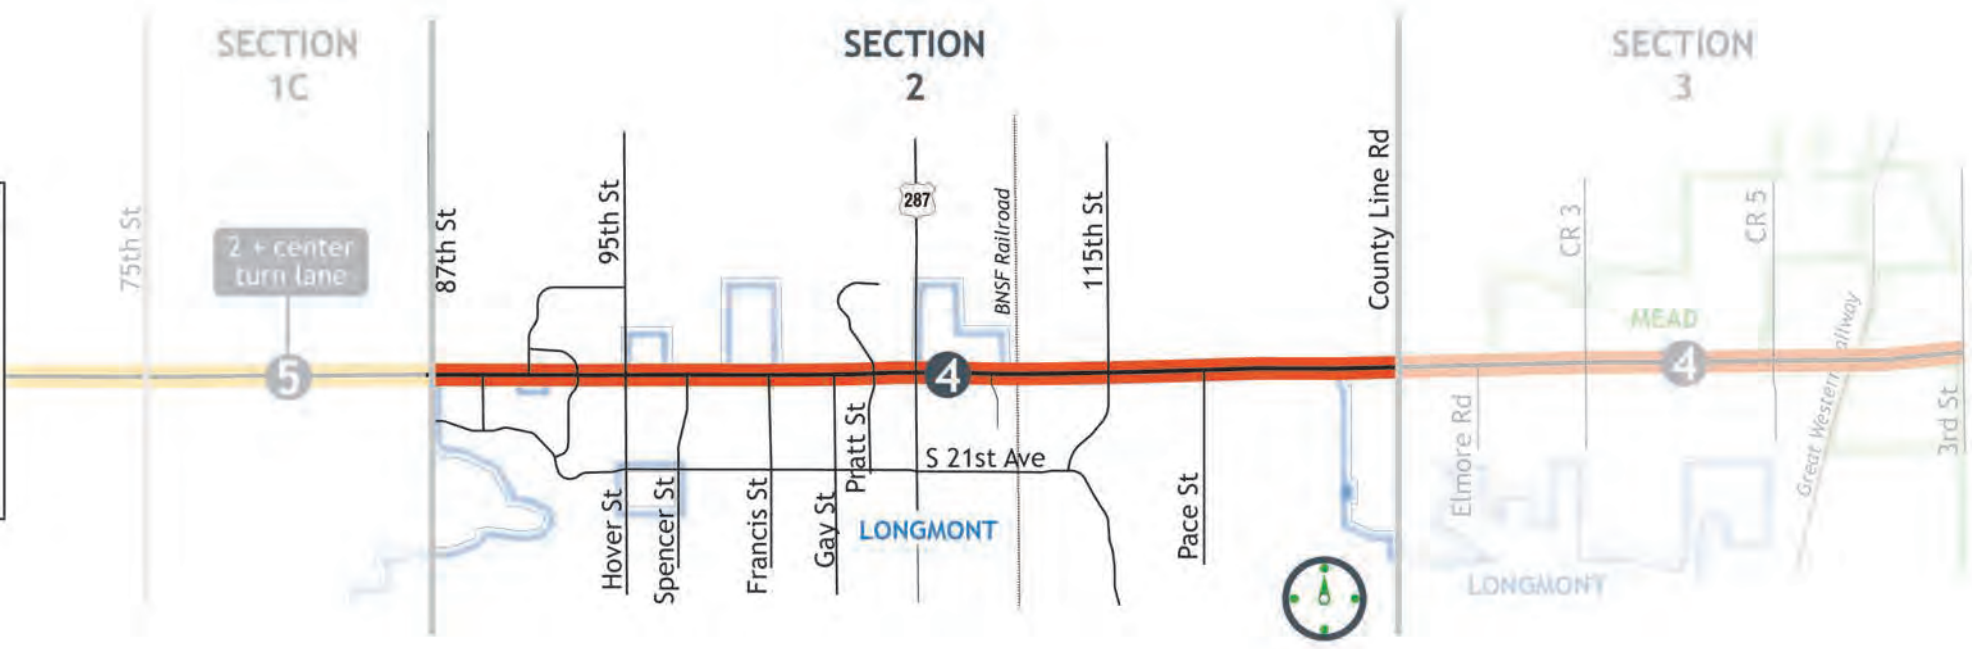 SECTION
1C
SECTION
2
SECTION
3
75th St
2 + center
turn lane
87th St
95th St
287
BNSF Railroad
115th St
County Line Rd
CR 3
CR 5
MEAD
5
4
4
Great Western Railway
3rd St
Elmore Rd
Pratt St
S 21st Ave
Hover St
Spencer St
Francis St
Gay St
LONGMONT
Pace St
LONGMONT